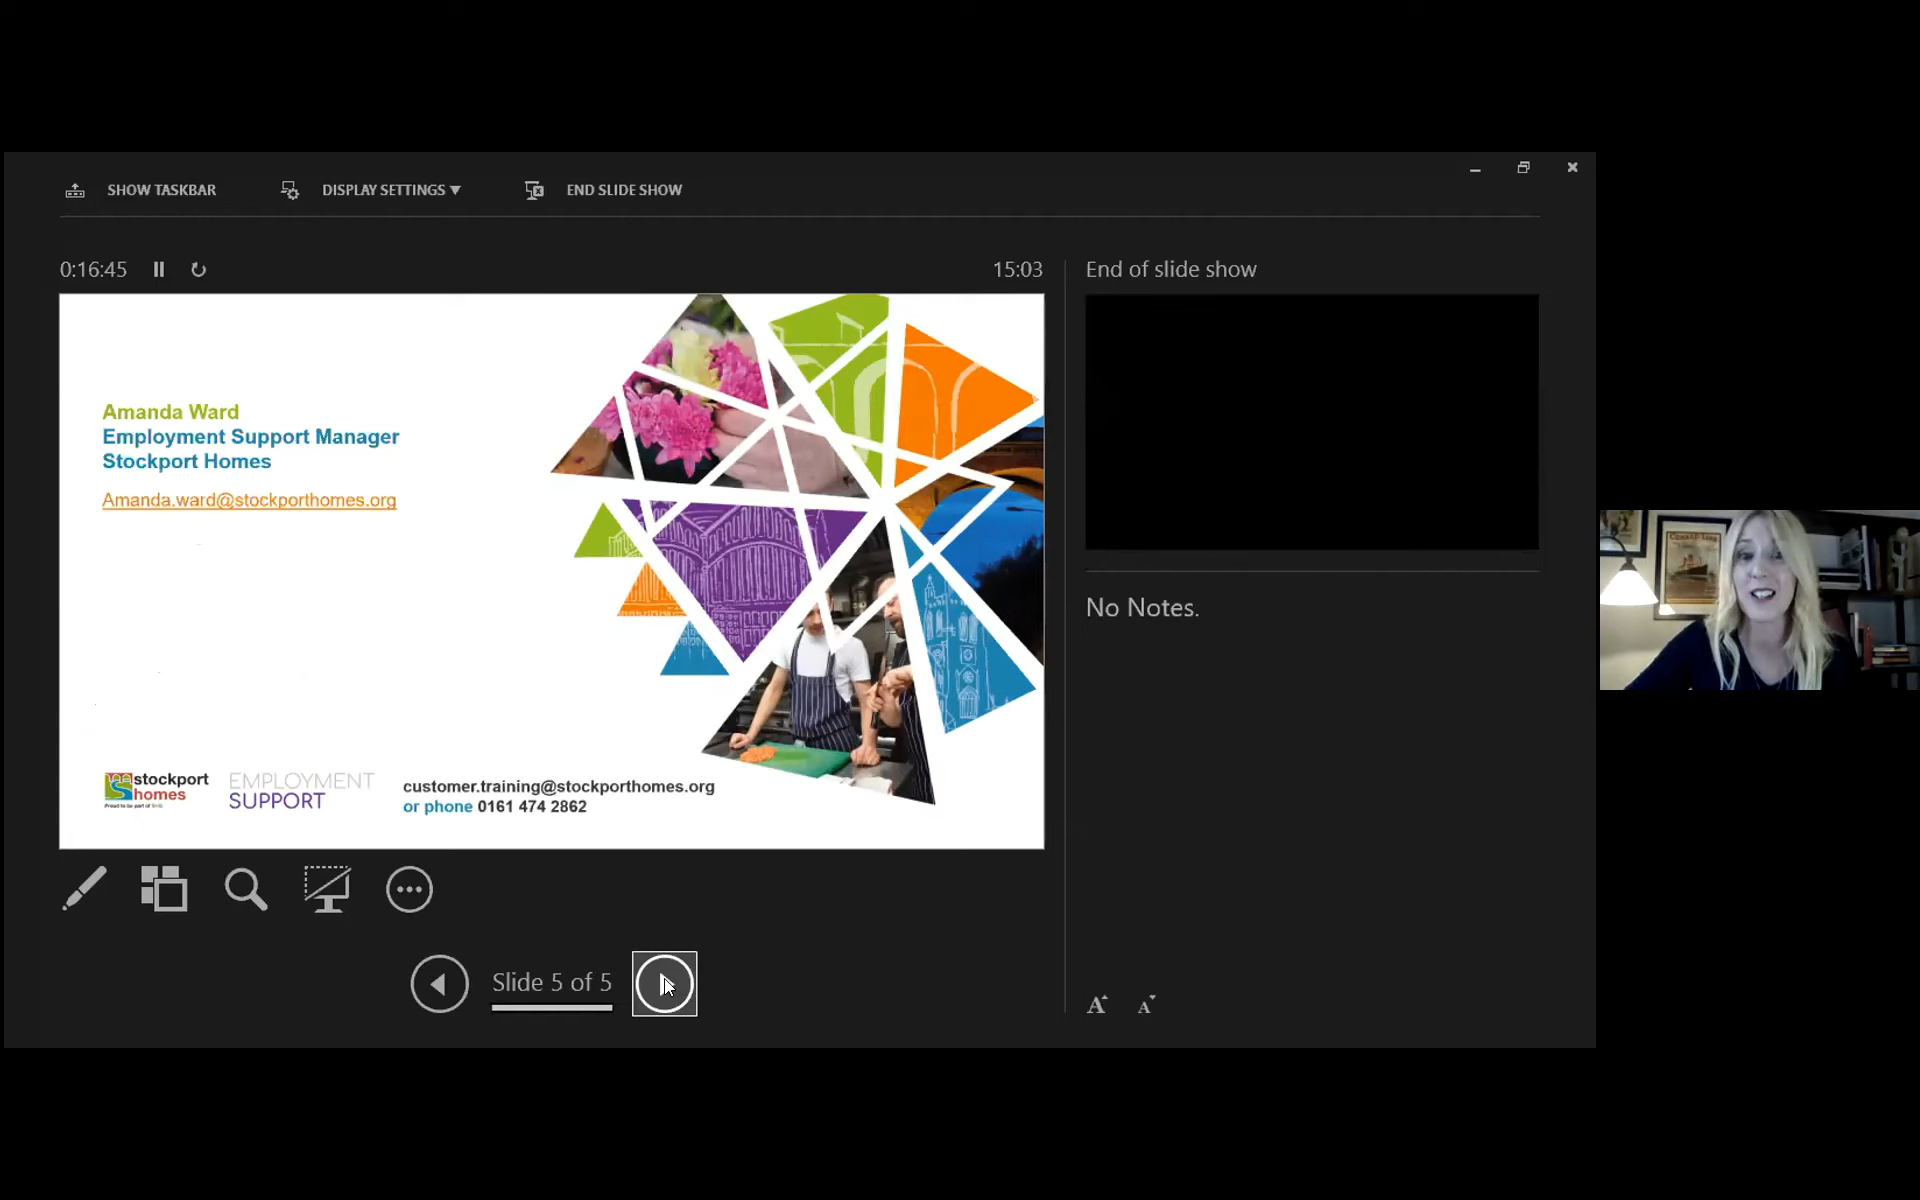 SHOW TASKBAR
DISPLAY SETTINGS
END SLIDE SHOW
0:16:45
15:03
End of slide show
Amanda Ward
Employment Support Manager
Stockport Homes
Amanda.ward@stockporthomes.org
stockport
homes
EMPLOYMENT
SUPPORT
customer.training@stockporthomes.org
or phone 0161 474 2862
No Notes.
Slide 5 of 5
A
A